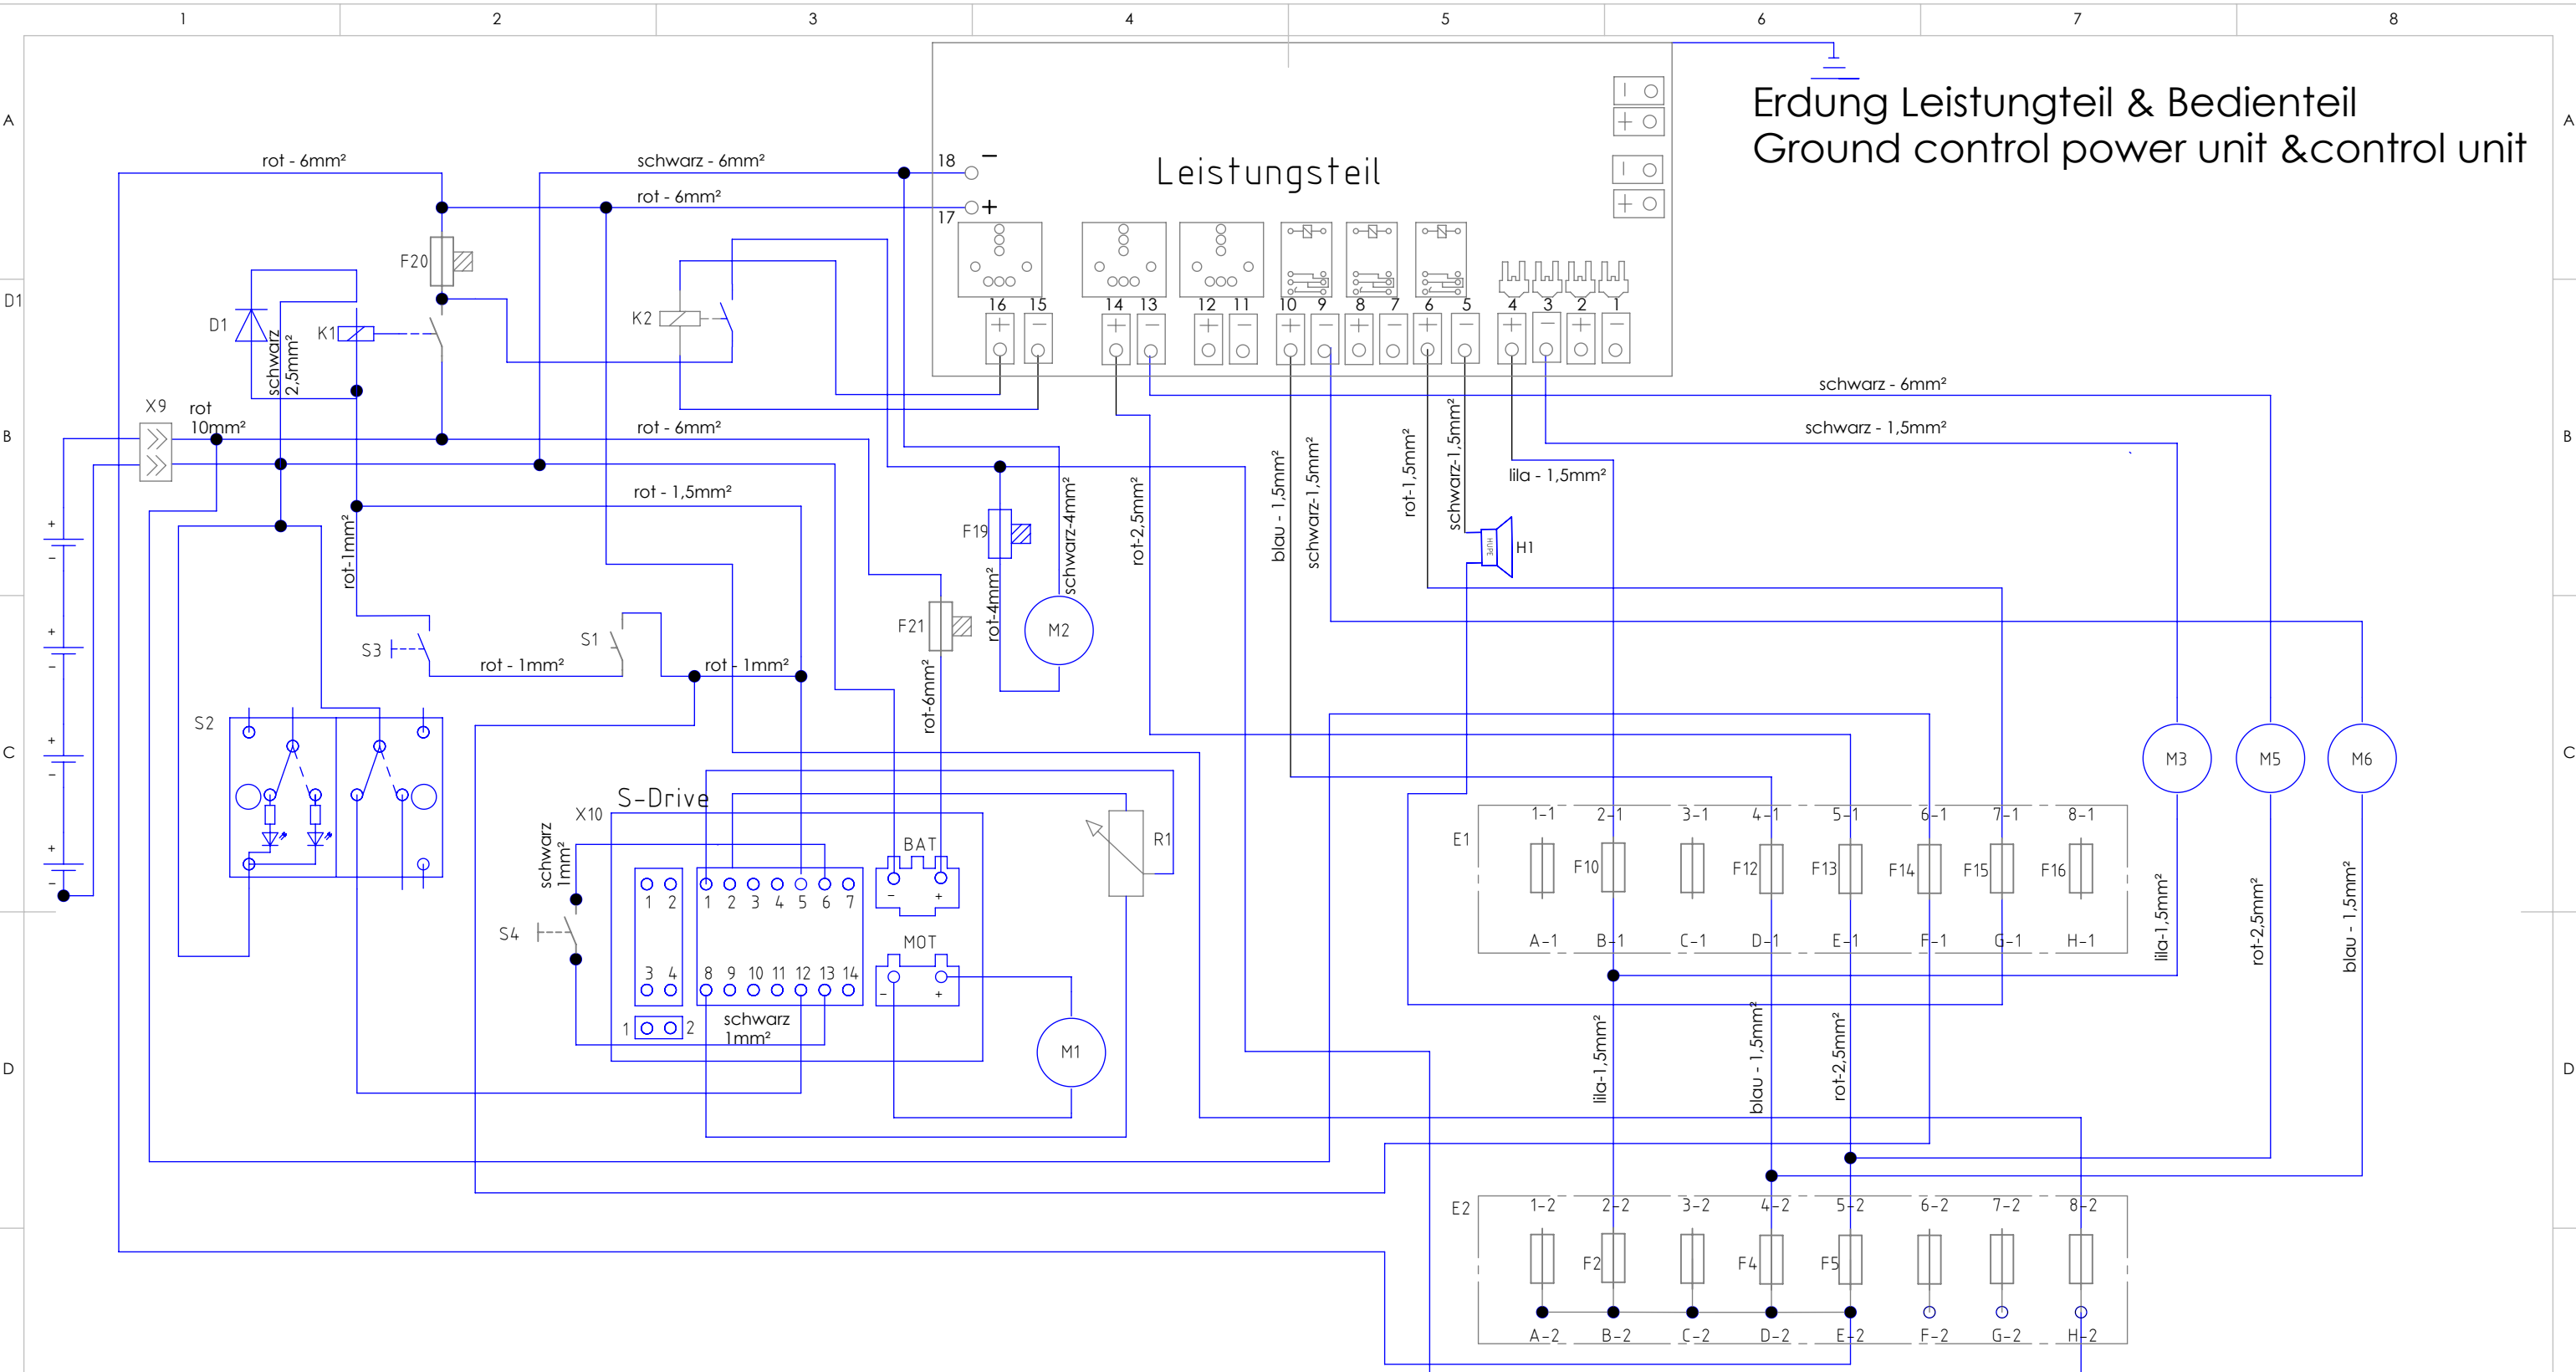 1 2 3 4 5 6 7 8
A A
Erdung Leistungteil & Bedienteil
Ground control power unit &control unit
Leistungsteil
rot - 6mm²
schwarz - 6mm²
18 −
rot - 6mm²
17 +
F20
D1
D1
schwarz
2,5mm²
K1
K2
16 15 14 13 12 11 10 9 8 7 6 5 4 3 2 1
+ − + − + − + − + − + − + − + −
− +
− +
schwarz - 6mm²
B B
X9
rot
10mm²
rot - 6mm²
schwarz - 1,5mm²
lila - 1,5mm²
rot - 1,5mm²
rot-1mm²
F19
schwarz-4mm²
rot-4mm²
rot-2,5mm²
blau - 1,5mm²
schwarz-1,5mm²
rot-1,5mm²
schwarz-1,5mm²
HUPE
H1
F21
M2
S3
S1
rot - 1mm²
rot - 1mm²
rot-6mm²
+ −
+ −
+ −
+ −
S2
C C
M3 M5 M6
S-Drive
X10
schwarz
1mm²
BAT
− +
R1
1 2 1 2 3 4 5 6 7
S4
MOT
− +
3 4 8 9 10 11 12 13 14
1 2
schwarz
1mm²
M1
E1
1-1 2-1 3-1 4-1 5-1 6-1 7-1 8-1
F10 F12 F13 F14 F15 F16
A-1 B-1 C-1 D-1 E-1 F-1 G-1 H-1
lila-1,5mm²
rot-2,5mm²
blau - 1,5mm²
D D
lila-1,5mm²
blau - 1,5mm²
rot-2,5mm²
E2
1-2 2-2 3-2 4-2 5-2 6-2 7-2 8-2
F2 F4 F5
A-2 B-2 C-2 D-2 E-2 F-2 G-2 H-2